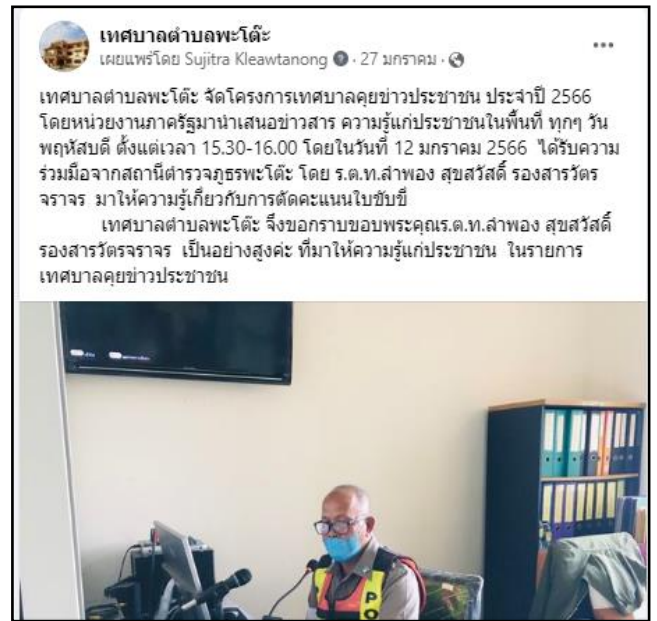 เทศบาลตำบลพะโต๊ะ
เผยแพร่โดย Sujitra Kleawtanong · 27 มกราคม ·
เทศบาลตำบลพะโต๊ะ จัดโครงการเทศบาลคุยข่าวประชาชน ประจำปี 2566
โดยหน่วยงานภาครัฐมานำเสนอข่าวสาร ความรู้แก่ประชาชนในพื้นที่ ทุกๆ วัน
พฤหัสบดี ตั้งแต่เวลา 15.30-16.00 โดยในวันที่ 12 มกราคม 2566 ได้รับความ
ร่วมมือจากสถานีตำรวจภูธรพะโต๊ะ โดย ร.ต.ท.ลำพอง สุขสวัสดิ์ รองสารวัตร
จราจร มาให้ความรู้เกี่ยวกับการตัดคะแนนใบขับขี่
เทศบาลตำบลพะโต๊ะ จึงขอกราบขอบพระคุณร.ต.ท.ลำพอง สุขสวัสดิ์
รองสารวัตรจราจร เป็นอย่างสูงค่ะ ที่มาให้ความรู้แก่ประชาชน ในรายการ
เทศบาลคุยข่าวประชาชน
PO